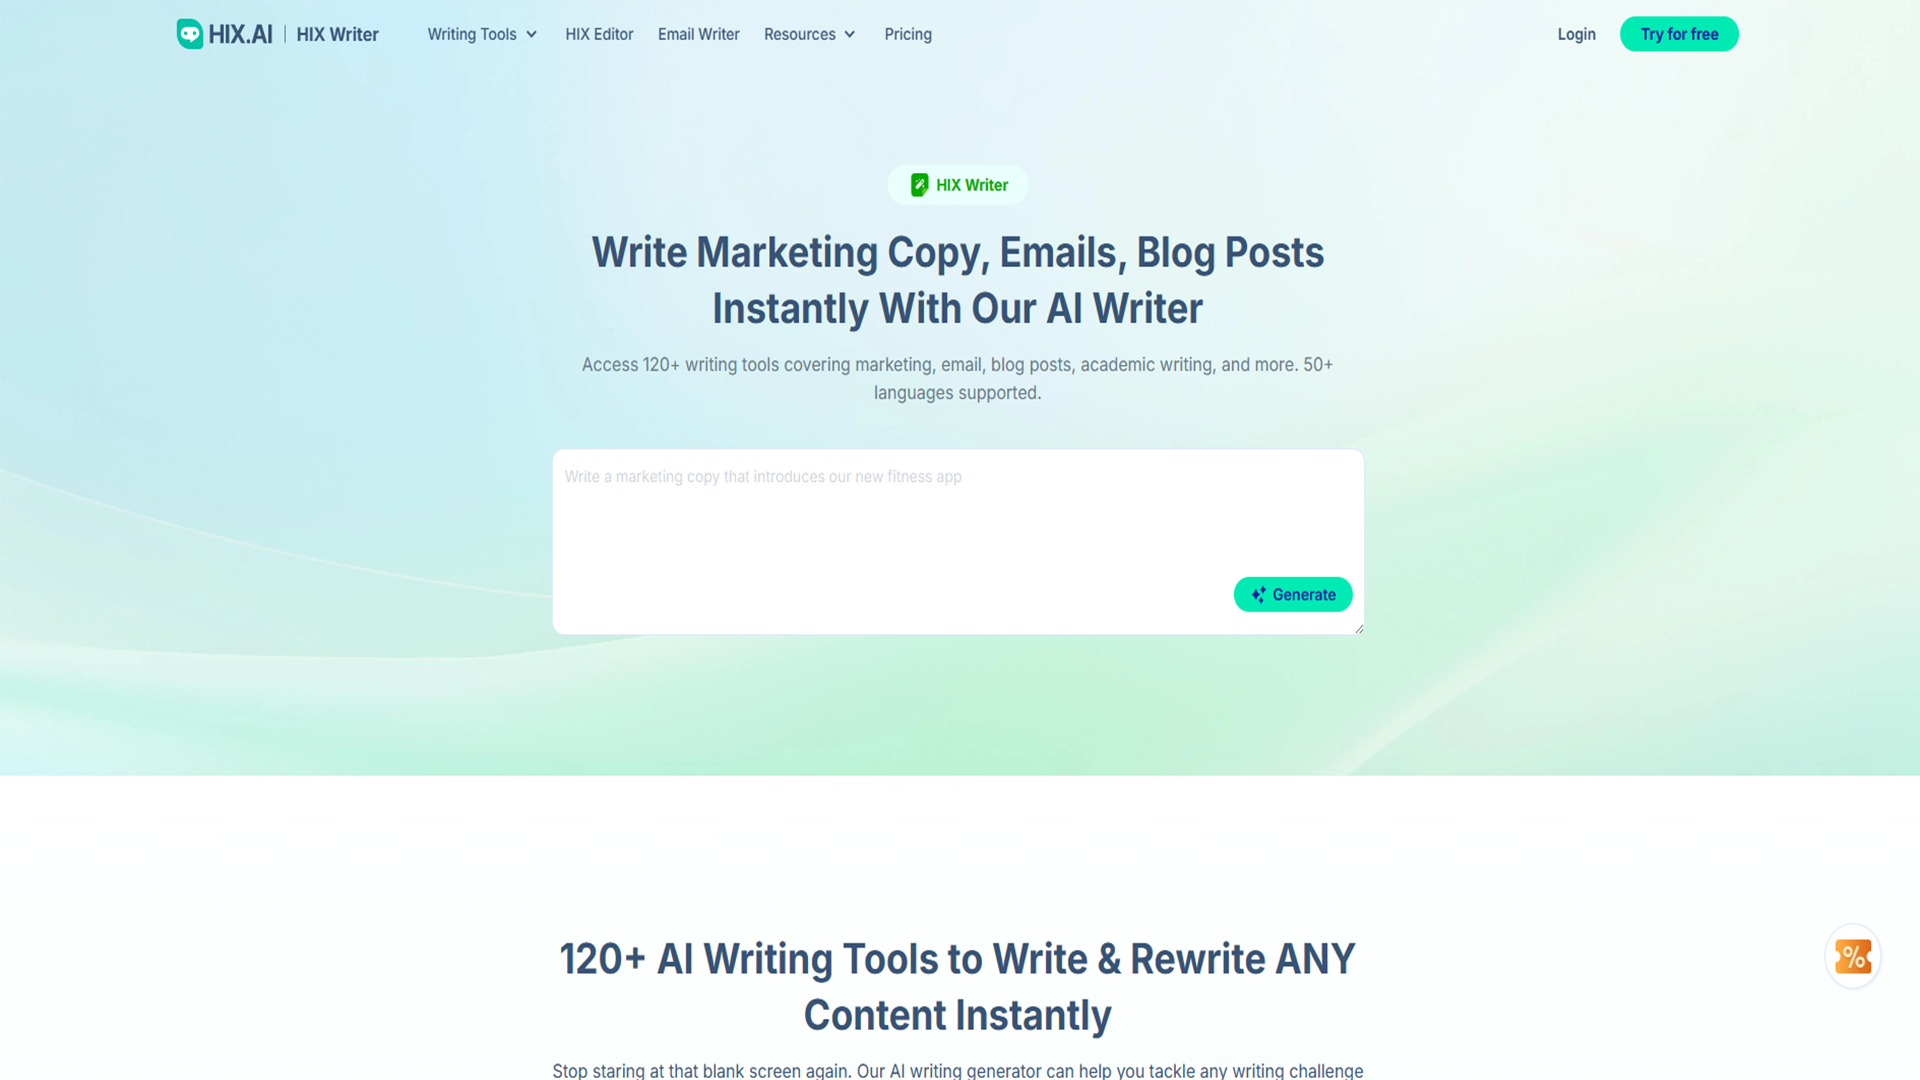 HIX.AI | HIX Writer Writing Tools HIX Editor Email Writer Resources Pricing Login Try for free
HIX Writer
Write Marketing Copy, Emails, Blog Posts
Instantly With Our AI Writer
Access 120+ writing tools covering marketing, email, blog posts, academic writing, and more. 50+
languages supported.
Write a marketing copy that introduces our new fitness app
Generate
120+ AI Writing Tools to Write & Rewrite ANY
Content Instantly
%
Stop staring at that blank screen again. Our AI writing generator can help you tackle any writing challenge